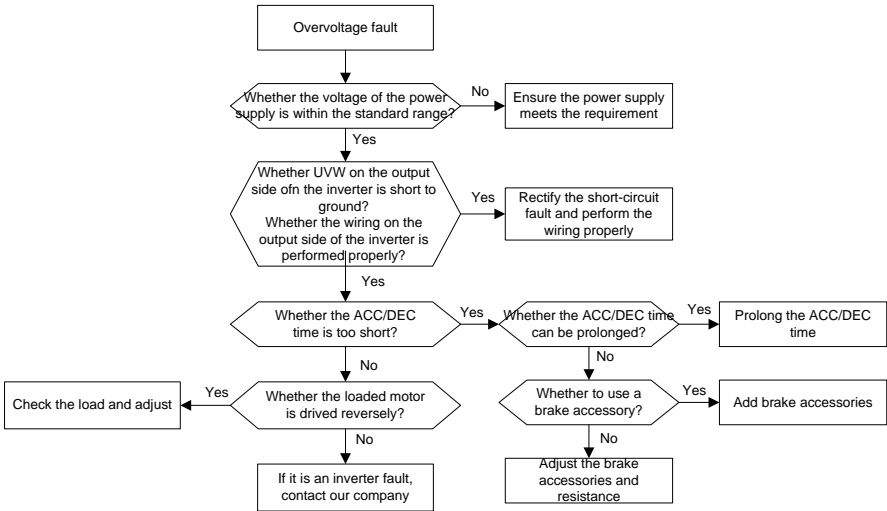 Overvoltage fault
Whether the voltage of the power
supply is within the standard range?
No
Ensure the power supply
meets the requirement
Yes
Whether UVW on the output
side ofn the inverter is short to
ground?
Whether the wiring on the
output side of the inverter is
performed properly?
Yes
Rectify the short-circuit
fault and perform the
wiring properly
Yes
Whether the ACC/DEC
time is too short?
Yes
Whether the ACC/DEC time
can be prolonged?
Yes
Prolong the ACC/DEC
time
No
No
Check the load and adjust
Yes
Whether the loaded motor
is drived reversely?
Whether to use a
brake accessory?
Yes
Add brake accessories
No
No
If it is an inverter fault,
contact our company
Adjust the brake
accessories and
resistance